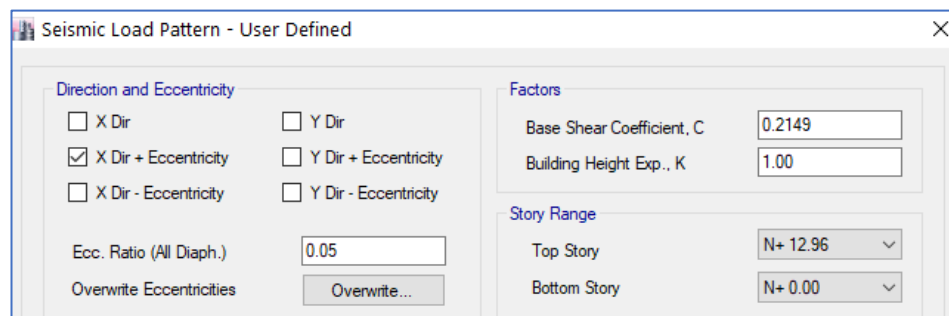 Seismic Load Pattern - User Defined
Direction and Eccentricity
X Dir
Y Dir
X Dir + Eccentricity
Y Dir + Eccentricity
X Dir - Eccentricity
Y Dir - Eccentricity
Ecc. Ratio (All Diaph.)
0.05
Overwrite Eccentricities
Overwrite...
Factors
Base Shear Coefficient, C
0.2149
Building Height Exp., K
1.00
Story Range
Top Story
N+ 12.96
Bottom Story
N+ 0.00